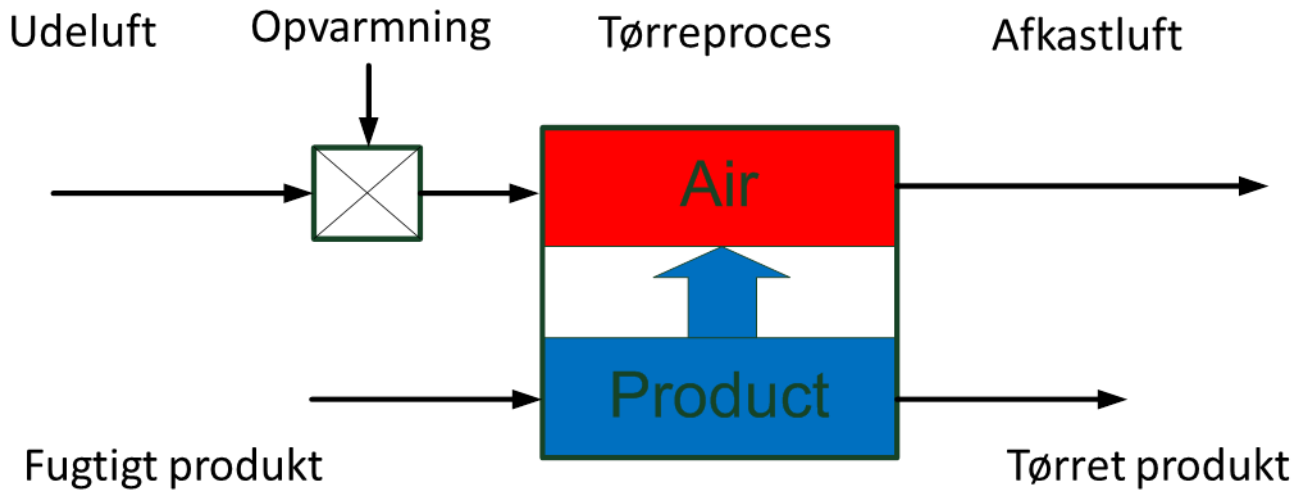 Udeluft
Opvarmning
Tørreproces
Afkastluft
Air
Product
Fugtigt produkt
Tørret produkt